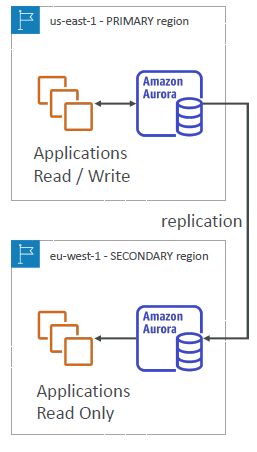 us-east-1 - PRIMARY region
Amazon
Aurora
Applications
Read / Write
replication
eu-west-1 - SECONDARY region
Amazon
Aurora
Applications
Read Only